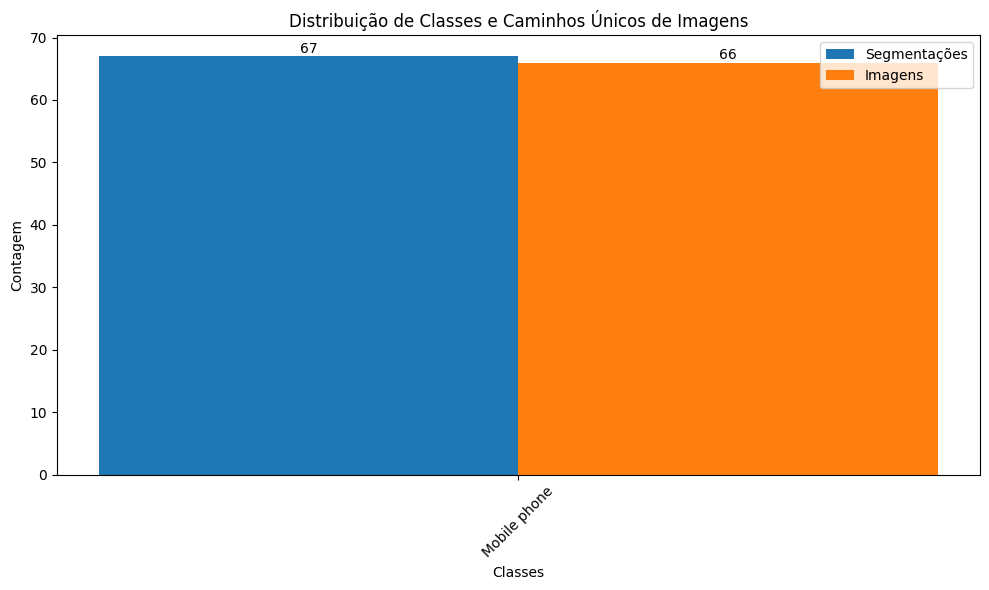 Distribuição de Classes e Caminhos Únicos de Imagens
Segmentações
Imagens
67
66
Contagem
70
60
50
40
30
20
10
0
Mobile phone
Classes